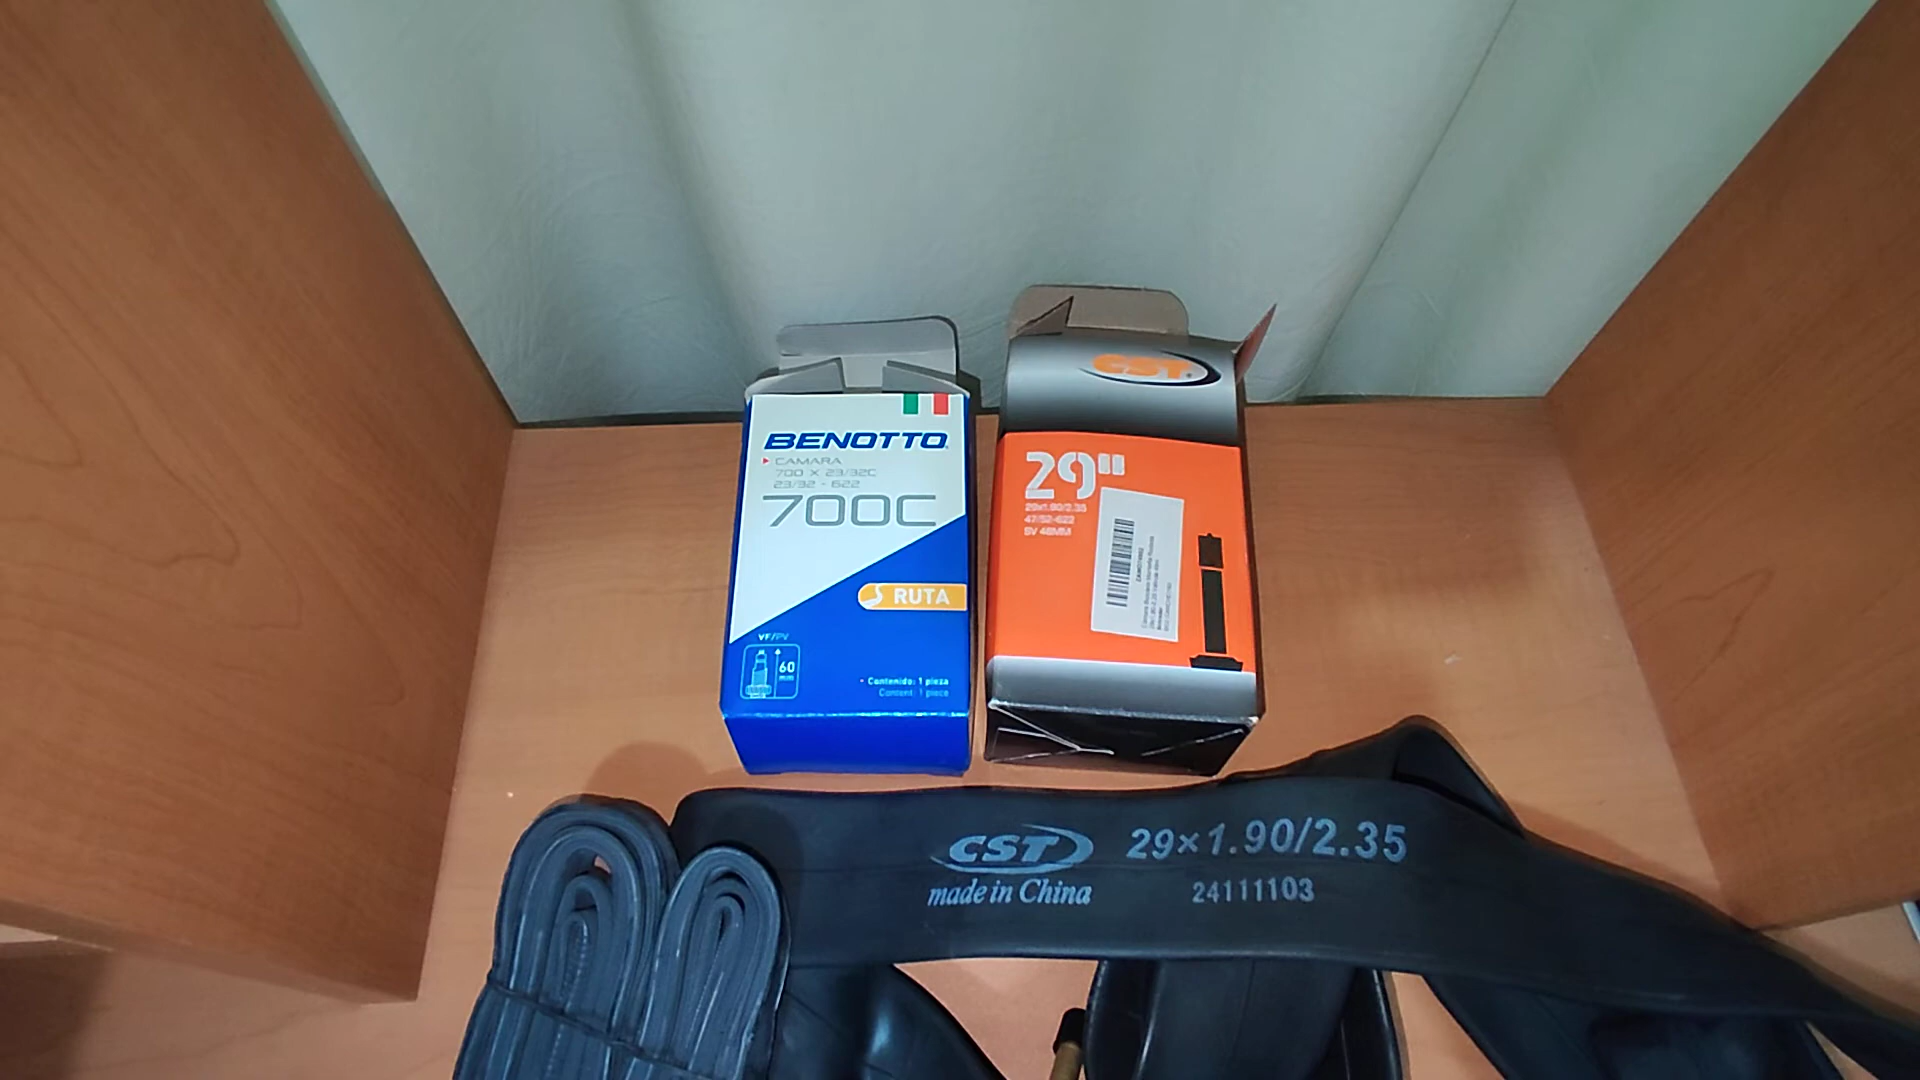 BENOTTO
CAMARA
700 X 23/32C
23/32 - 622
700C
RUTA
VF/PV
60
mm
Contenido: 1 pieza
Content: 1 piece
CST
29"
29x1.90/2.35
47/52-622
SV 48MM
CST
made in China
29×1.90/2.35
24111103